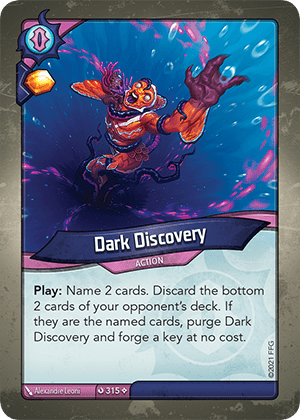 Dark Discovery
ACTION
Play: Name 2 cards. Discard the bottom
2 cards of your opponent's deck. If
they are the named cards, purge Dark
Discovery and forge a key at no cost.
Alexandre Leoni
315
©2021 FFG